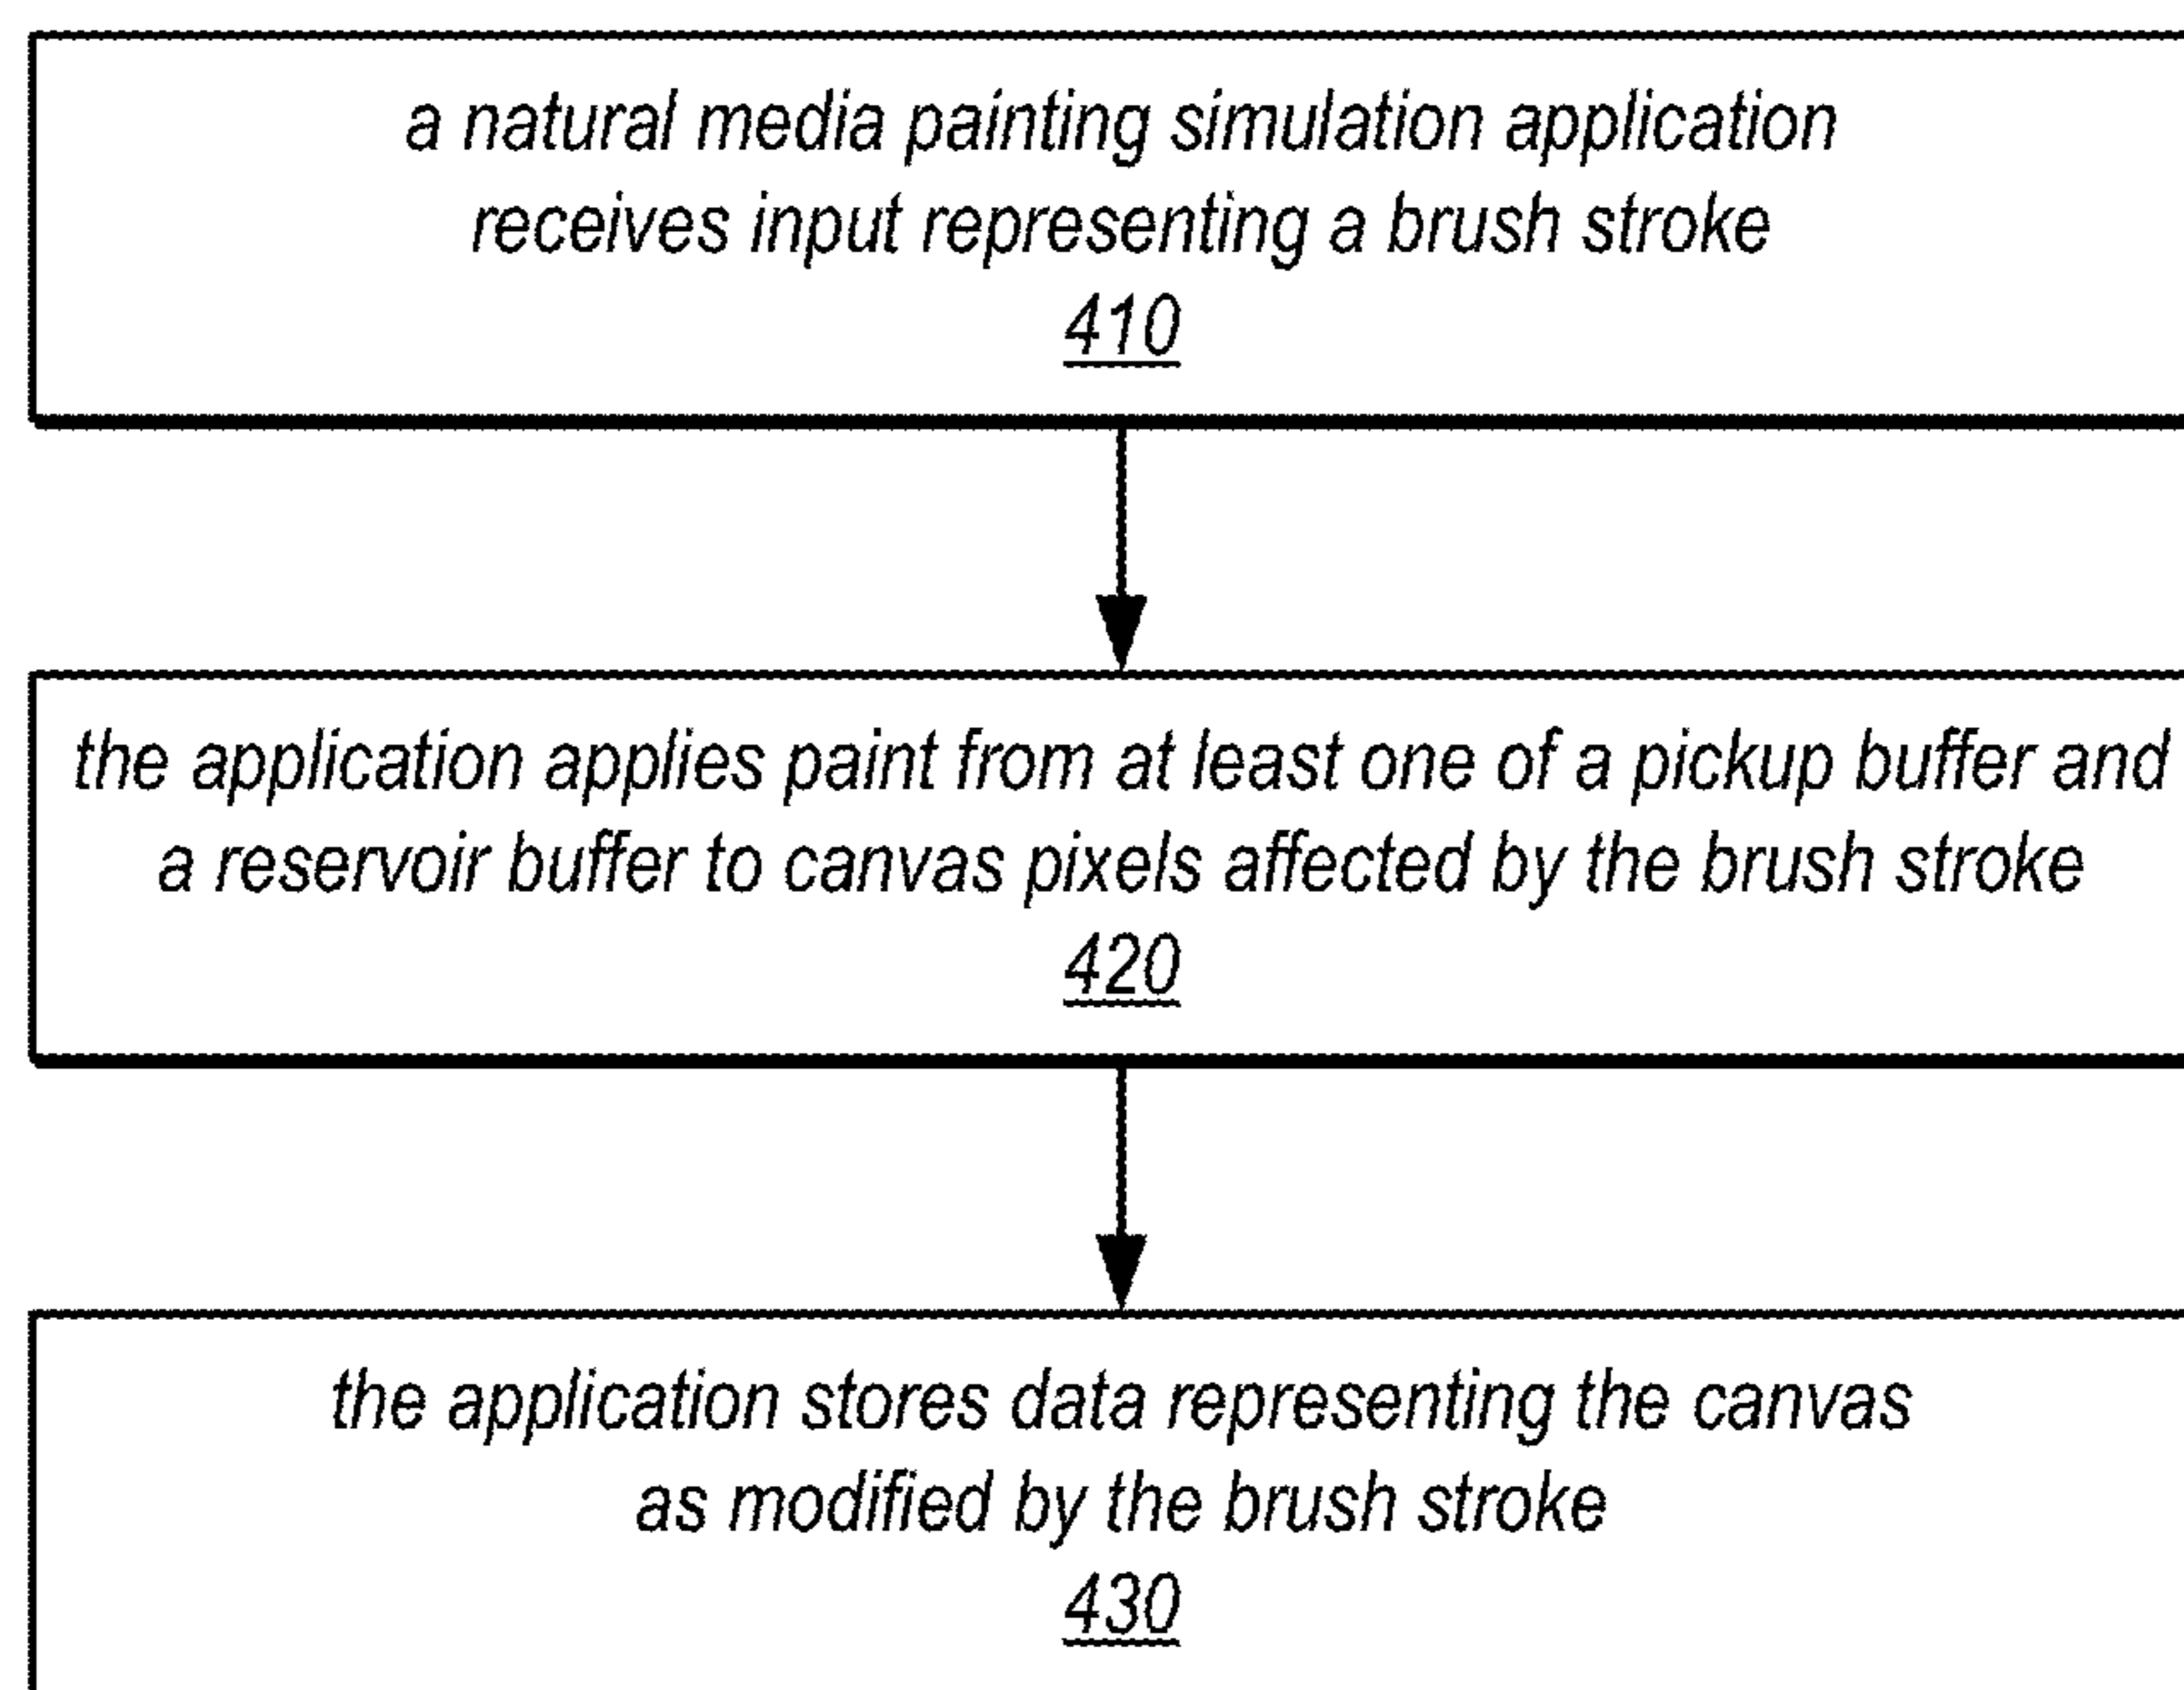 a natural media painting simulation application
receives input representing a brush stroke
410
the application applies paint from at least one of a pickup buffer and
a reservoir buffer to canvas pixels affected by the brush stroke
420
the application stores data representing the canvas
as modified by the brush stroke
430